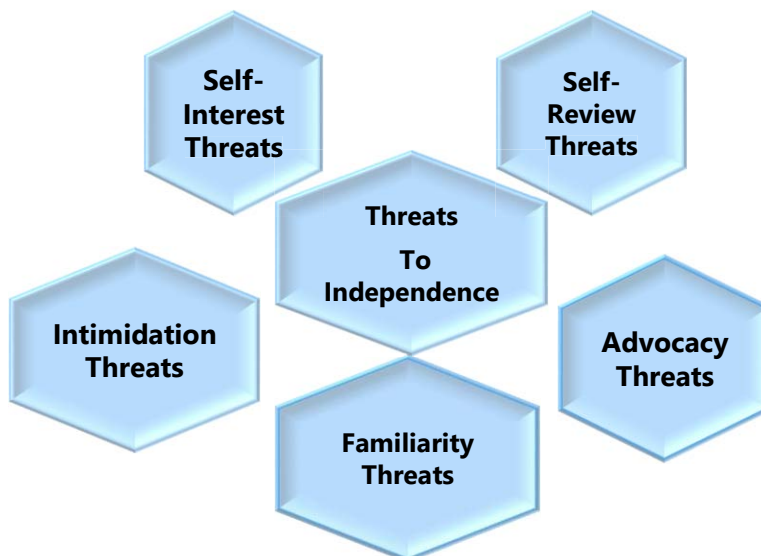 Self-
Interest
Threats
Self-
Review
Threats
Threats
To
Independence
Intimidation
Threats
Advocacy
Threats
Familiarity
Threats